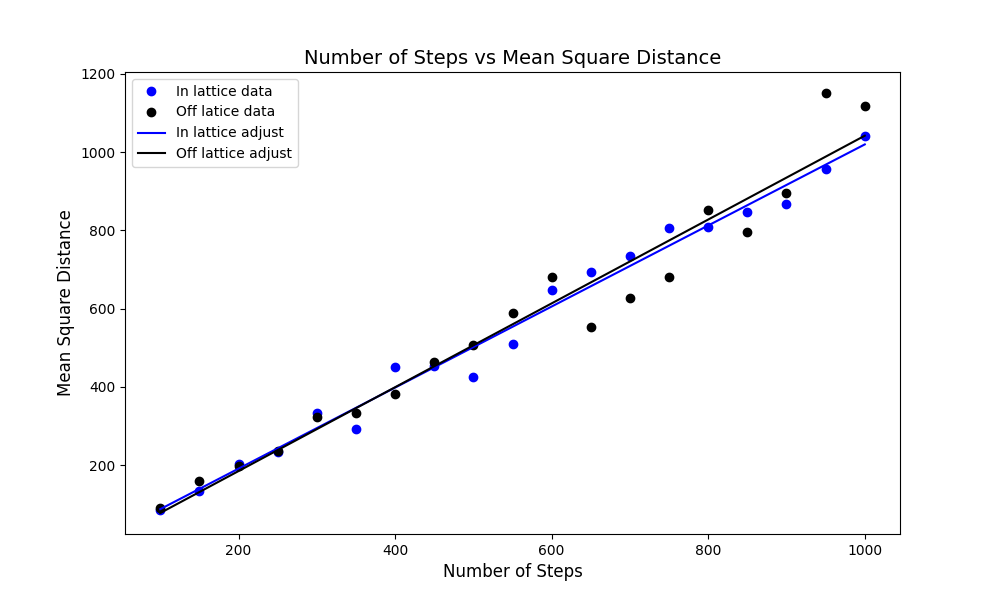 Number of Steps vs Mean Square Distance
In lattice data
Off latice data
In lattice adjust
Off lattice adjust
Mean Square Distance
1200
1000
800
600
400
200
200 400 600 800 1000
Number of Steps